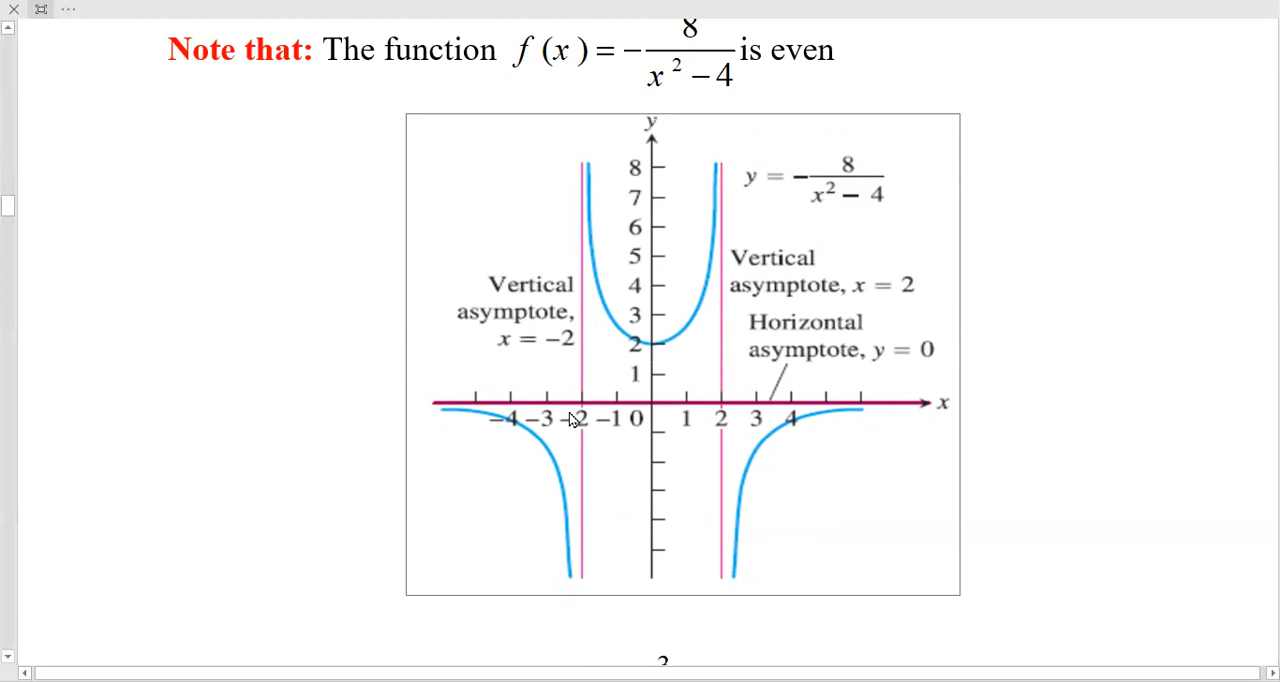 Note that: The function f (x) = −8/(x² − 4) is even
y
8
y = −8/(x² − 4)
7
6
5
Vertical
asymptote, x = 2
4
Vertical
asymptote,
x = −2
3
Horizontal
asymptote, y = 0
2
1
x
−4 −3 −2 −1 0 1 2 3 4